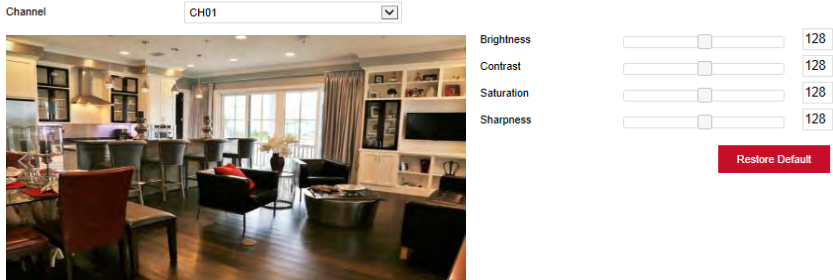 Channel CH01
Brightness 128
Contrast 128
Saturation 128
Sharpness 128
Restore Default